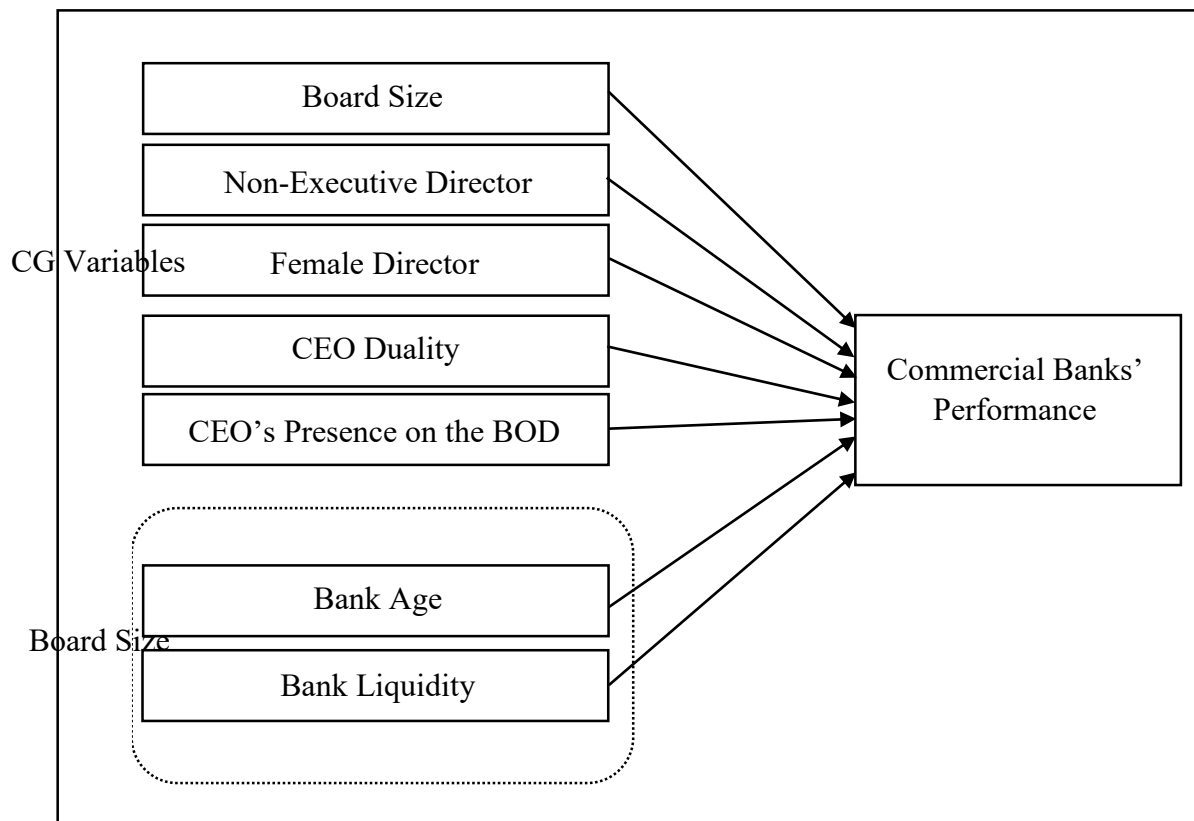 Board Size
Non-Executive Director
CG Variables
Female Director
CEO Duality
CEO's Presence on the BOD
Commercial Banks’
Performance
Bank Age
Board Size
Bank Liquidity